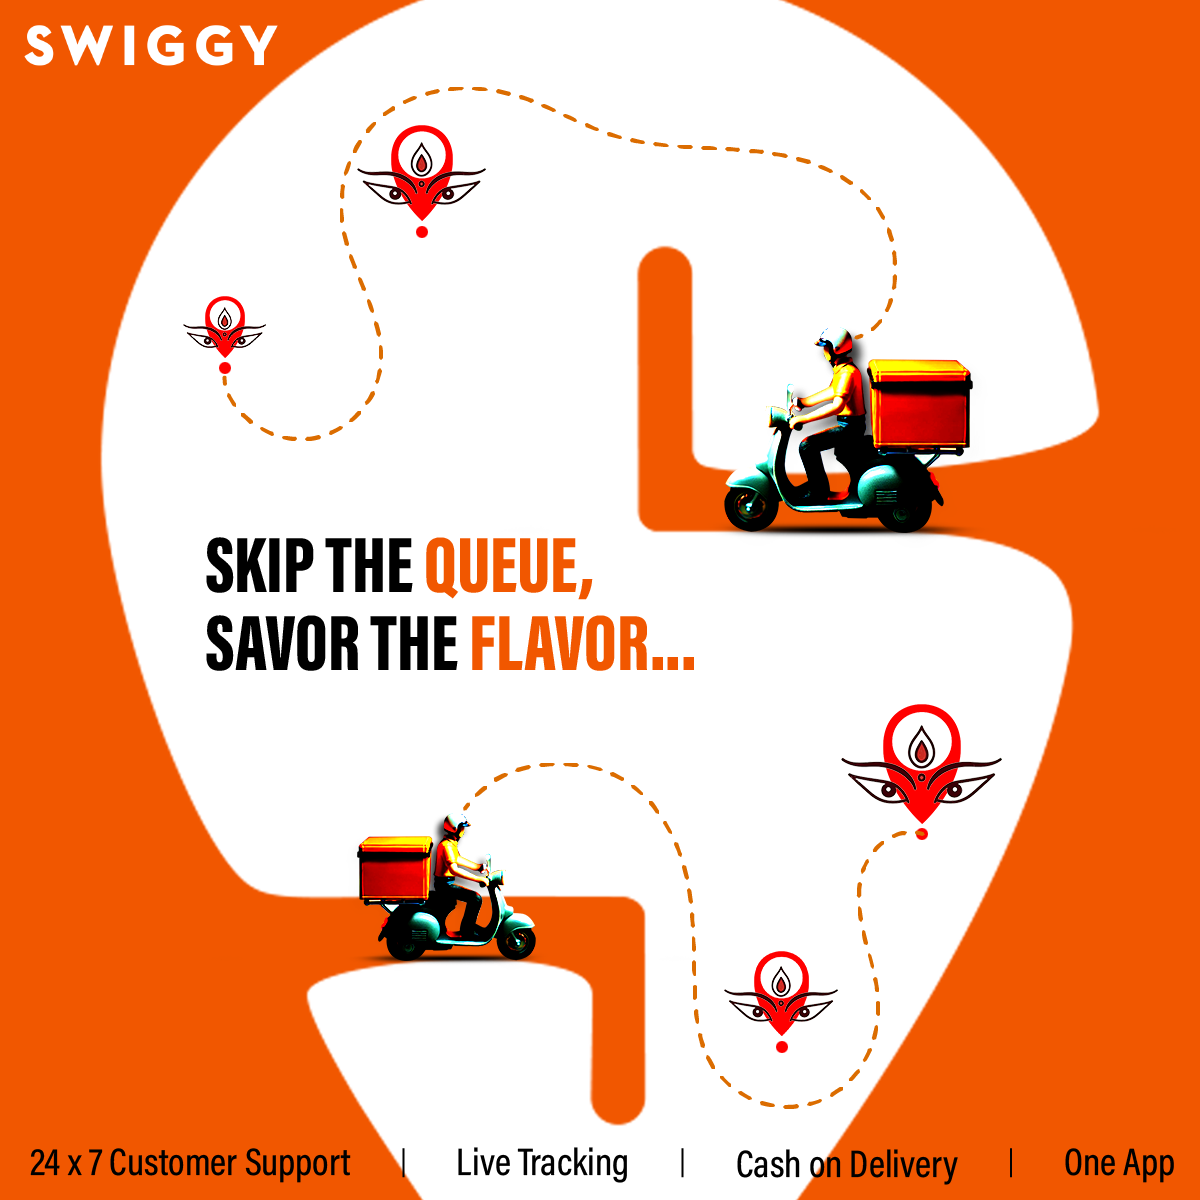 SWIGGY
SKIP THE QUEUE,
SAVOR THE FLAVOR...
24 x 7 Customer Support | Live Tracking | Cash on Delivery | One App